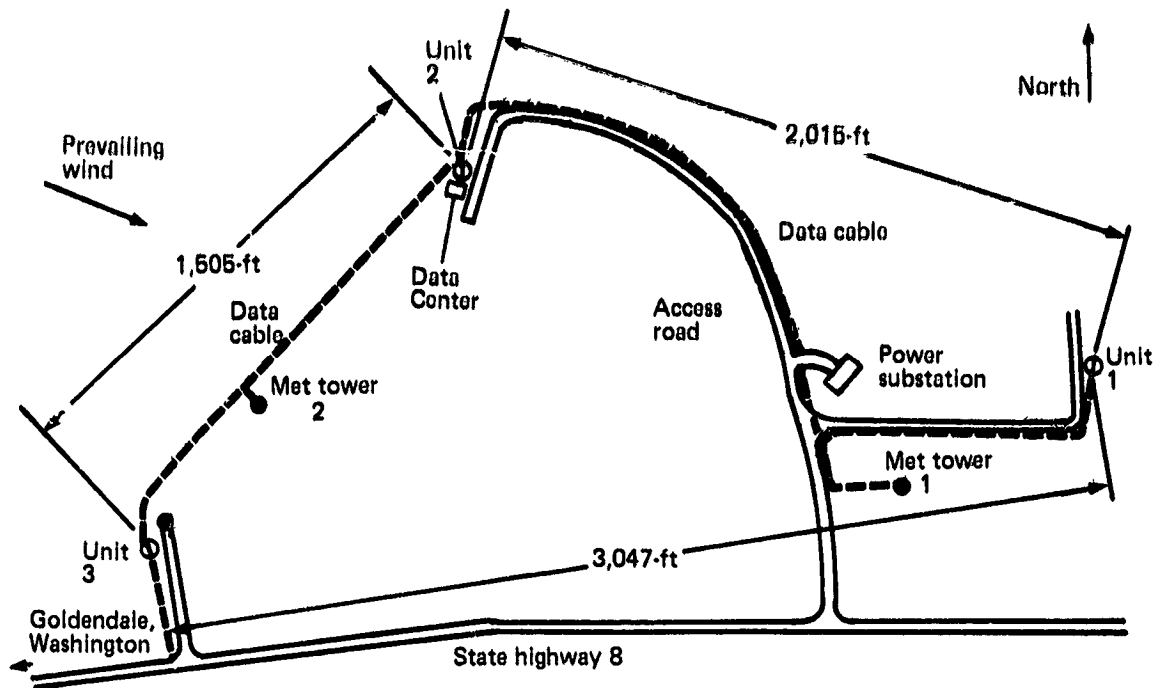 Unit
2
North
2,015-ft
Prevailing
wind
Data cable
1,505-ft
Data
Center
Data
cable
Access
road
Power
substation
Unit
1
Met tower
2
Met tower
1
Unit
3
3,047-ft
Goldendale,
Washington
State highway 8